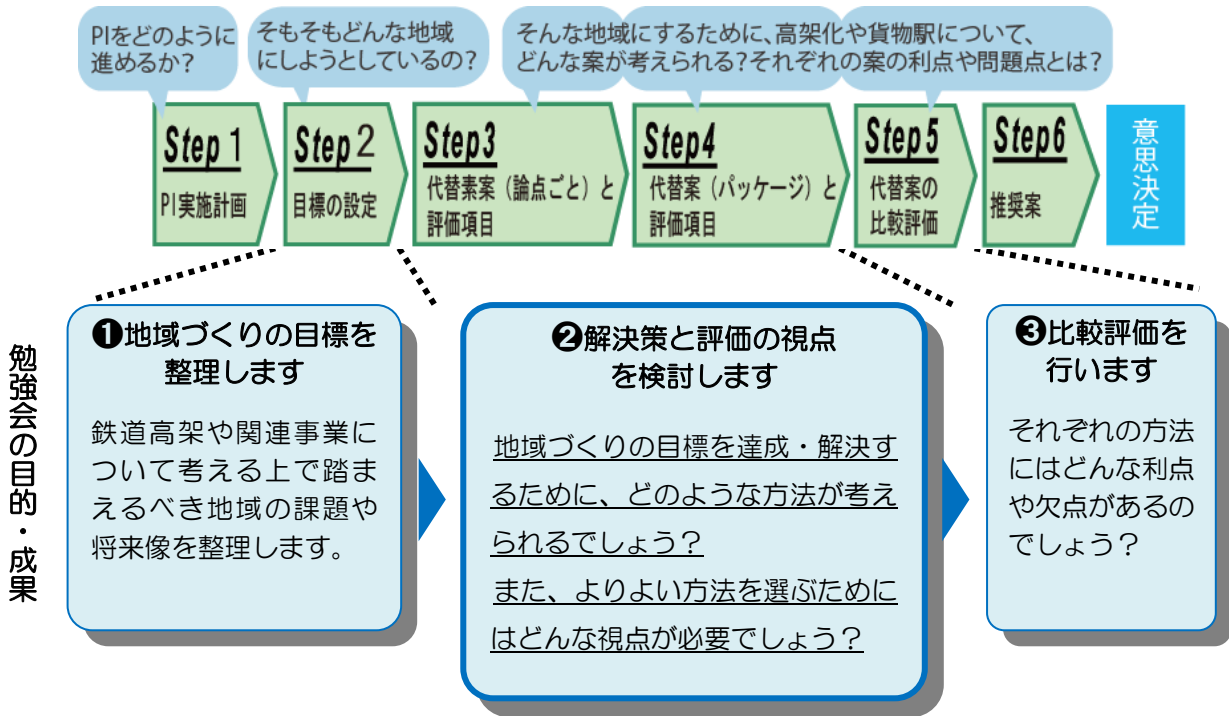 PIをどのように
進めるか？
そもそもどんな地域
にしようとしているの？
そんな地域にするために、高架化や貨物駅について、
どんな案が考えられる？それぞれの案の利点や問題点とは？
Step 1
PI実施計画
Step 2
目標の設定
Step3
代替素案（論点ごと）と
評価項目
Step4
代替案（パッケージ）と
評価項目
Step5
代替案の
比較評価
Step6
推奨案
意思決定
勉強会の目的・成果
❶地域づくりの目標を
整理します
鉄道高架や関連事業に
ついて考える上で踏ま
えるべき地域の課題や
将来像を整理します。
❷解決策と評価の視点
を検討します
地域づくりの目標を達成・解決す
るために、どのような方法が考え
られるでしょう？
また、よりよい方法を選ぶために
はどんな視点が必要でしょう？
❸比較評価を
行います
それぞれの方法
にはどんな利点
や欠点があるの
でしょう？